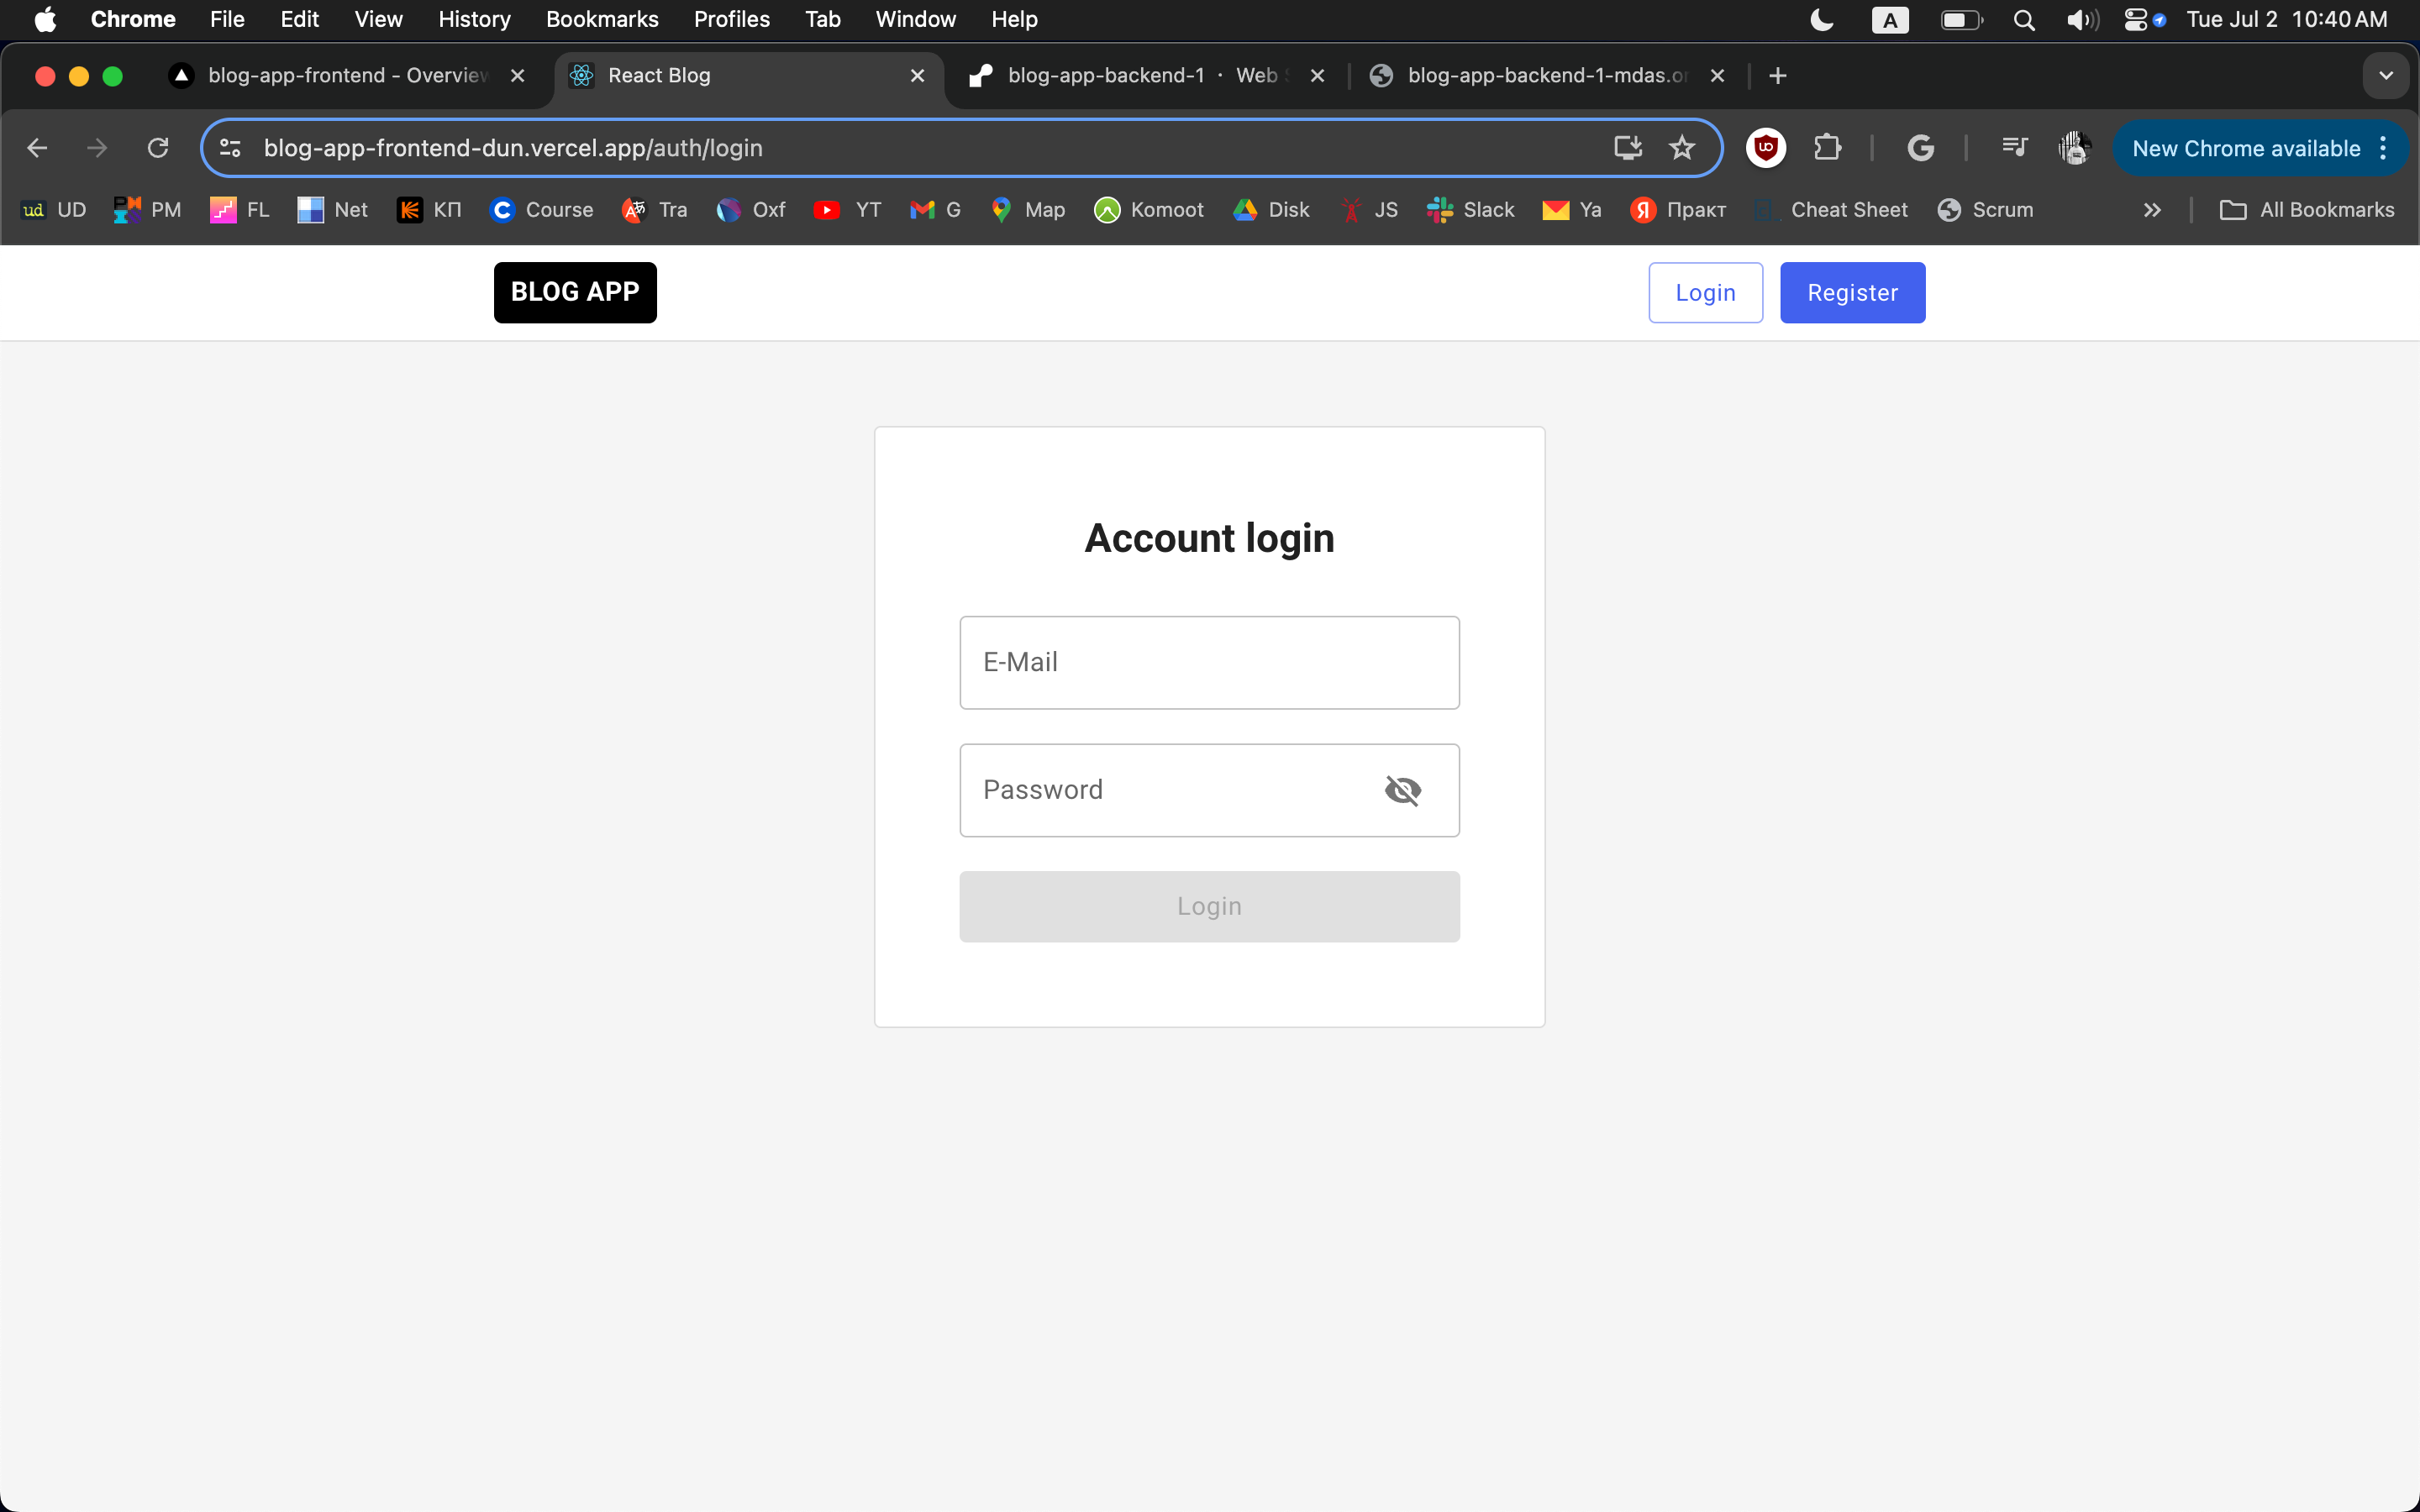 Chrome File Edit View History Bookmarks Profiles Tab Window Help A Tue Jul 2 10:40 AM
blog-app-frontend - Overview React Blog blog-app-backend-1 · Web blog-app-backend-1-mdas.o
blog-app-frontend-dun.vercel.app/auth/login G New Chrome available
ud UD PM FL Net КП Course Tra Oxf YT G Map Komoot Disk JS Slack Ya Я Практ Cheat Sheet Scrum All Bookmarks
BLOG APP Login Register
Account login
E-Mail
Password
Login